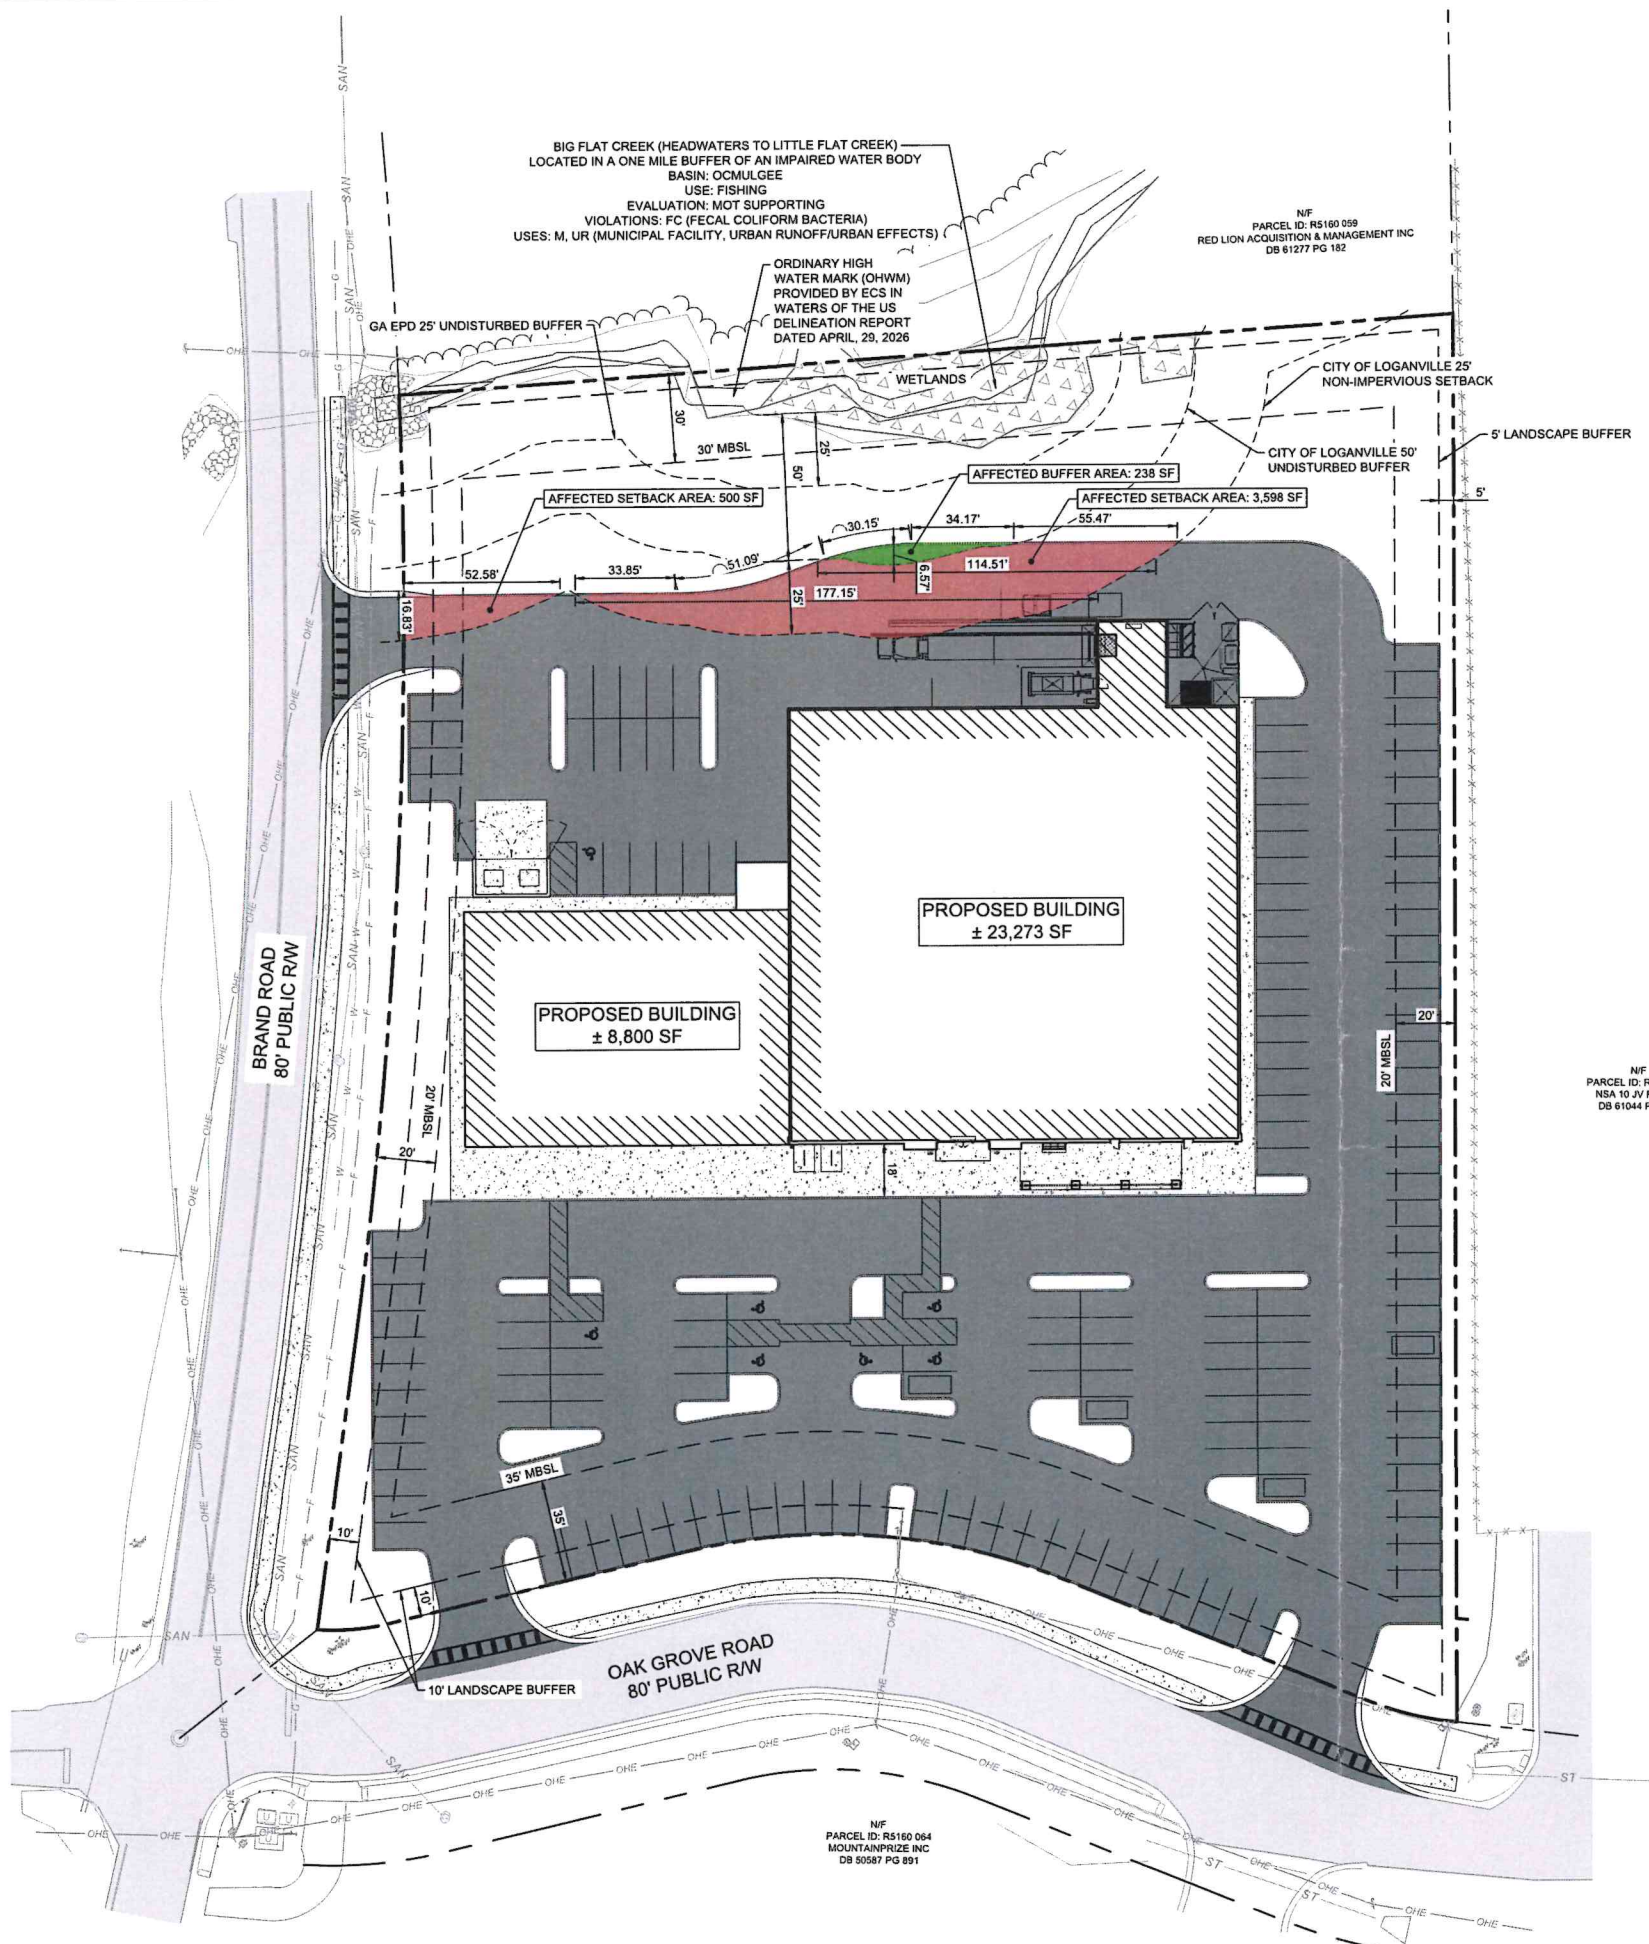 BIG FLAT CREEK (HEADWATERS TO LITTLE FLAT CREEK)
LOCATED IN A ONE MILE BUFFER OF AN IMPAIRED WATER BODY
BASIN: OCMULGEE
USE: FISHING
EVALUATION: MOT SUPPORTING
VIOLATIONS: FC (FECAL COLIFORM BACTERIA)
USES: M, UR (MUNICIPAL FACILITY, URBAN RUNOFF/URBAN EFFECTS)
N/F
PARCEL ID: R5160 059
RED LION ACQUISITION & MANAGEMENT INC
DB 61277 PG 182
ORDINARY HIGH
WATER MARK (OHWM)
PROVIDED BY ECS IN
WATERS OF THE US
DELINEATION REPORT
DATED APRIL, 29, 2026
GA EPD 25' UNDISTURBED BUFFER
WETLANDS
CITY OF LOGANVILLE 25'
NON-IMPERVIOUS SETBACK
5' LANDSCAPE BUFFER
CITY OF LOGANVILLE 50'
UNDISTURBED BUFFER
30'
30' MBSL
25'
50'
5'
AFFECTED BUFFER AREA: 238 SF
AFFECTED SETBACK AREA: 500 SF
AFFECTED SETBACK AREA: 3,598 SF
30.15'
34.17'
55.47'
51.09'
52.58'
33.85'
114.51'
6.57'
177.15'
25'
16.83'
PROPOSED BUILDING
± 23,273 SF
PROPOSED BUILDING
± 8,800 SF
BRAND ROAD
80' PUBLIC R/W
20' MBSL
20'
20' MBSL
20'
18'
N/F
PARCEL ID: R
NSA 10 JV
DB 61044
35' MBSL
35'
10'
10'
10' LANDSCAPE BUFFER
OAK GROVE ROAD
80' PUBLIC R/W
SAN
OHE
ST
N/F
PARCEL ID: R5160 064
MOUNTAINPRIZE INC
DB 50587 PG 891